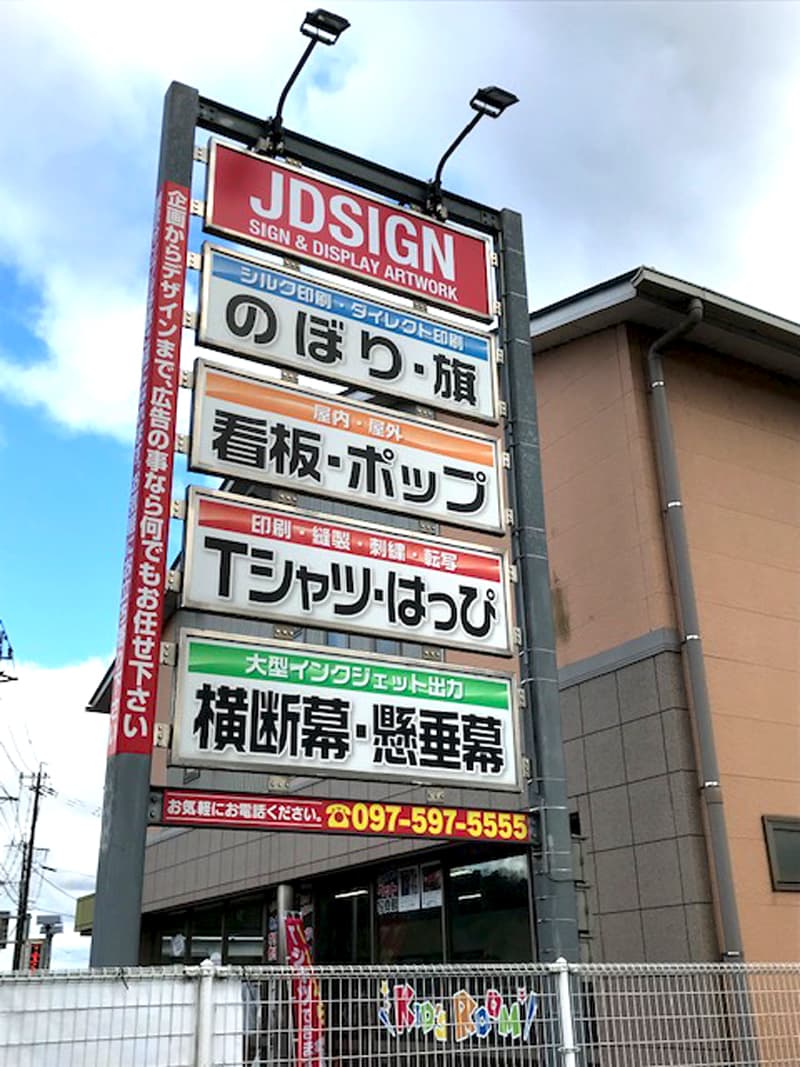 JDSIGN
SIGN & DISPLAY ARTWORK
シルク印刷・ダイレクト印刷
のぼり・旗
屋内・屋外
看板・ポップ
印刷・縫製・刺繍・転写
Tシャツ・はっぴ
大型インクジェット出力
横断幕・懸垂幕
お気軽にお電話ください。☎097-597-5555
企画からデザインまで、広告の事なら何でもお任せ下さい
KID'S ROOM